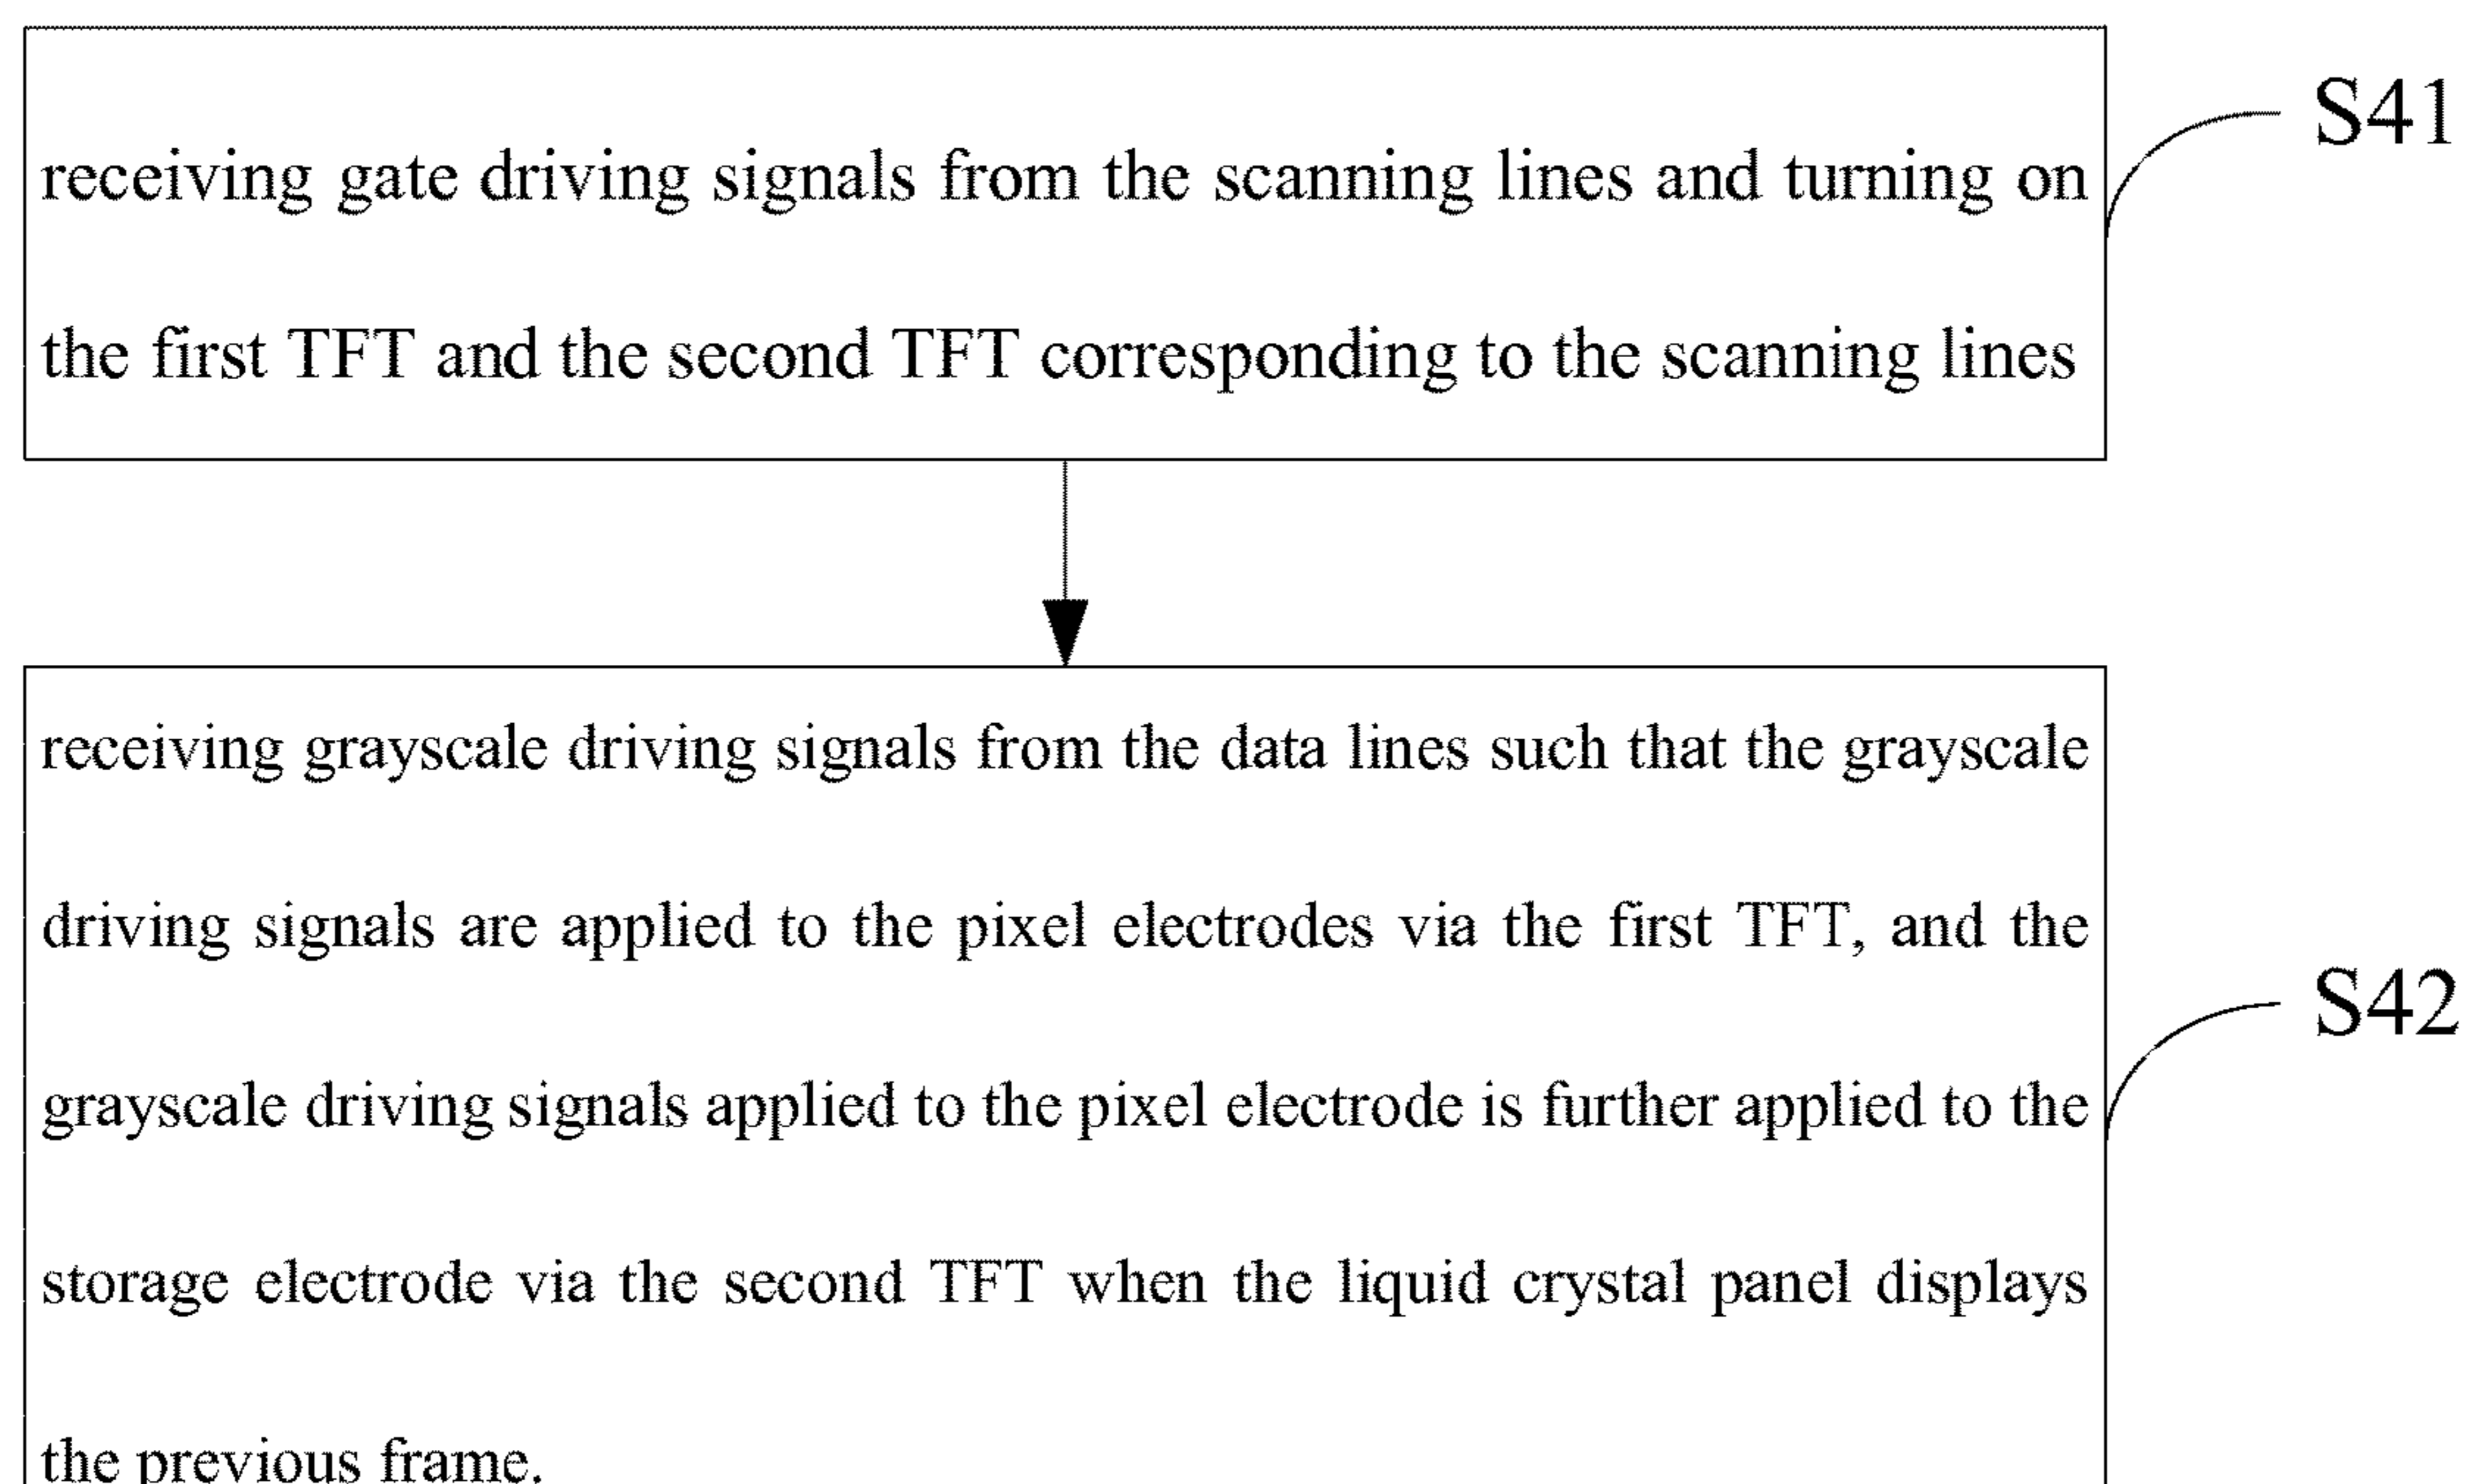 receiving gate driving signals from the scanning lines and turning on
the first TFT and the second TFT corresponding to the scanning lines
S41
receiving grayscale driving signals from the data lines such that the grayscale
driving signals are applied to the pixel electrodes via the first TFT, and the
grayscale driving signals applied to the pixel electrode is further applied to the
storage electrode via the second TFT when the liquid crystal panel displays
the previous frame.
S42